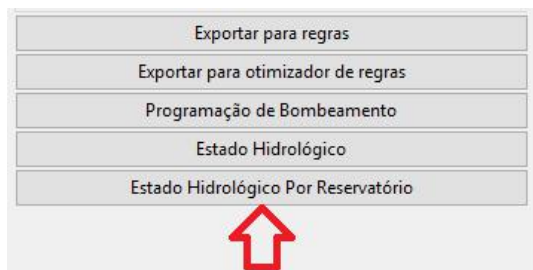 Exportar para regras
Exportar para otimizador de regras
Programação de Bombeamento
Estado Hidrológico
Estado Hidrológico Por Reservatório